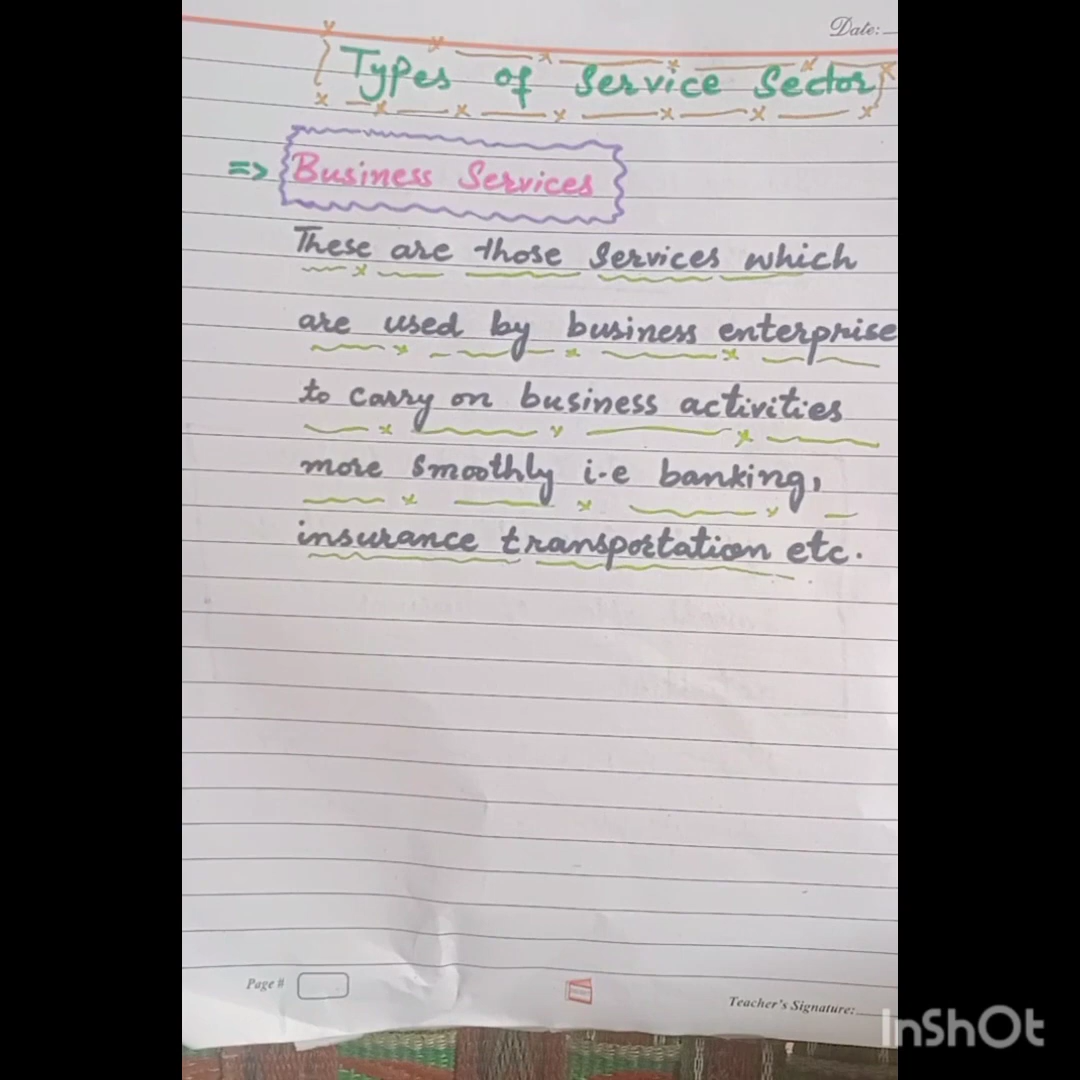 Date:
Types of Service Sector
=> Business Services
These are those Services which
are used by business enterprise
to carry on business activities
more smoothly i-e banking,
insurance transportation etc.
Page #
Teacher's Signature:
InShOt